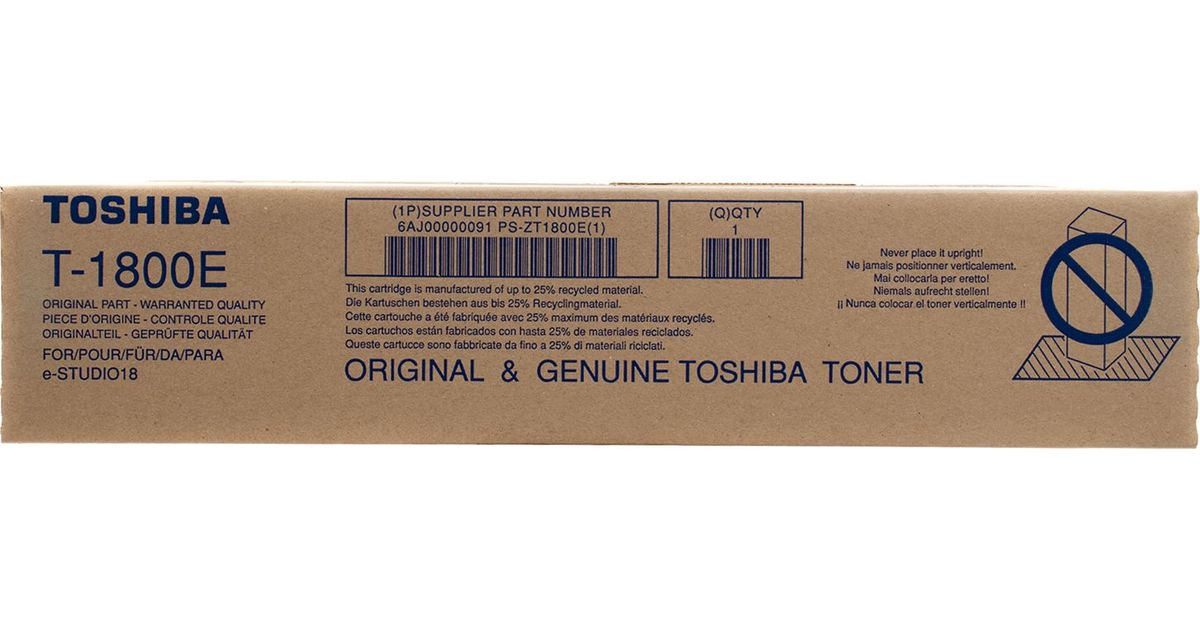 TOSHIBA
T-1800E
ORIGINAL PART - WARRANTED QUALITY
PIECE D'ORIGINE - CONTROLE QUALITE
ORIGINALTEIL - GEPRÜFTE QUALITÄT
FOR/POUR/FÜR/DA/PARA
e-STUDIO18
(1P)SUPPLIER PART NUMBER
6AJ00000091 PS-ZT1800E(1)
(Q)QTY
1
This cartridge is manufactured of up to 25% recycled material.
Die Kartuschen bestehen aus bis 25% Recyclingmaterial.
Cette cartouche a été fabriquée avec 25% maximum des matériaux recyclés.
Los cartuchos están fabricados con hasta 25% de materiales reciclados.
Queste cartucce sono fabbricate da fino a 25% di materiali riciclati.
ORIGINAL & GENUINE TOSHIBA TONER
Never place it upright!
Ne jamais positionner verticalement.
Mai collocarla per eretto!
Niemals aufrecht stellen!
¡¡ Nunca colocar el toner verticalmente !!